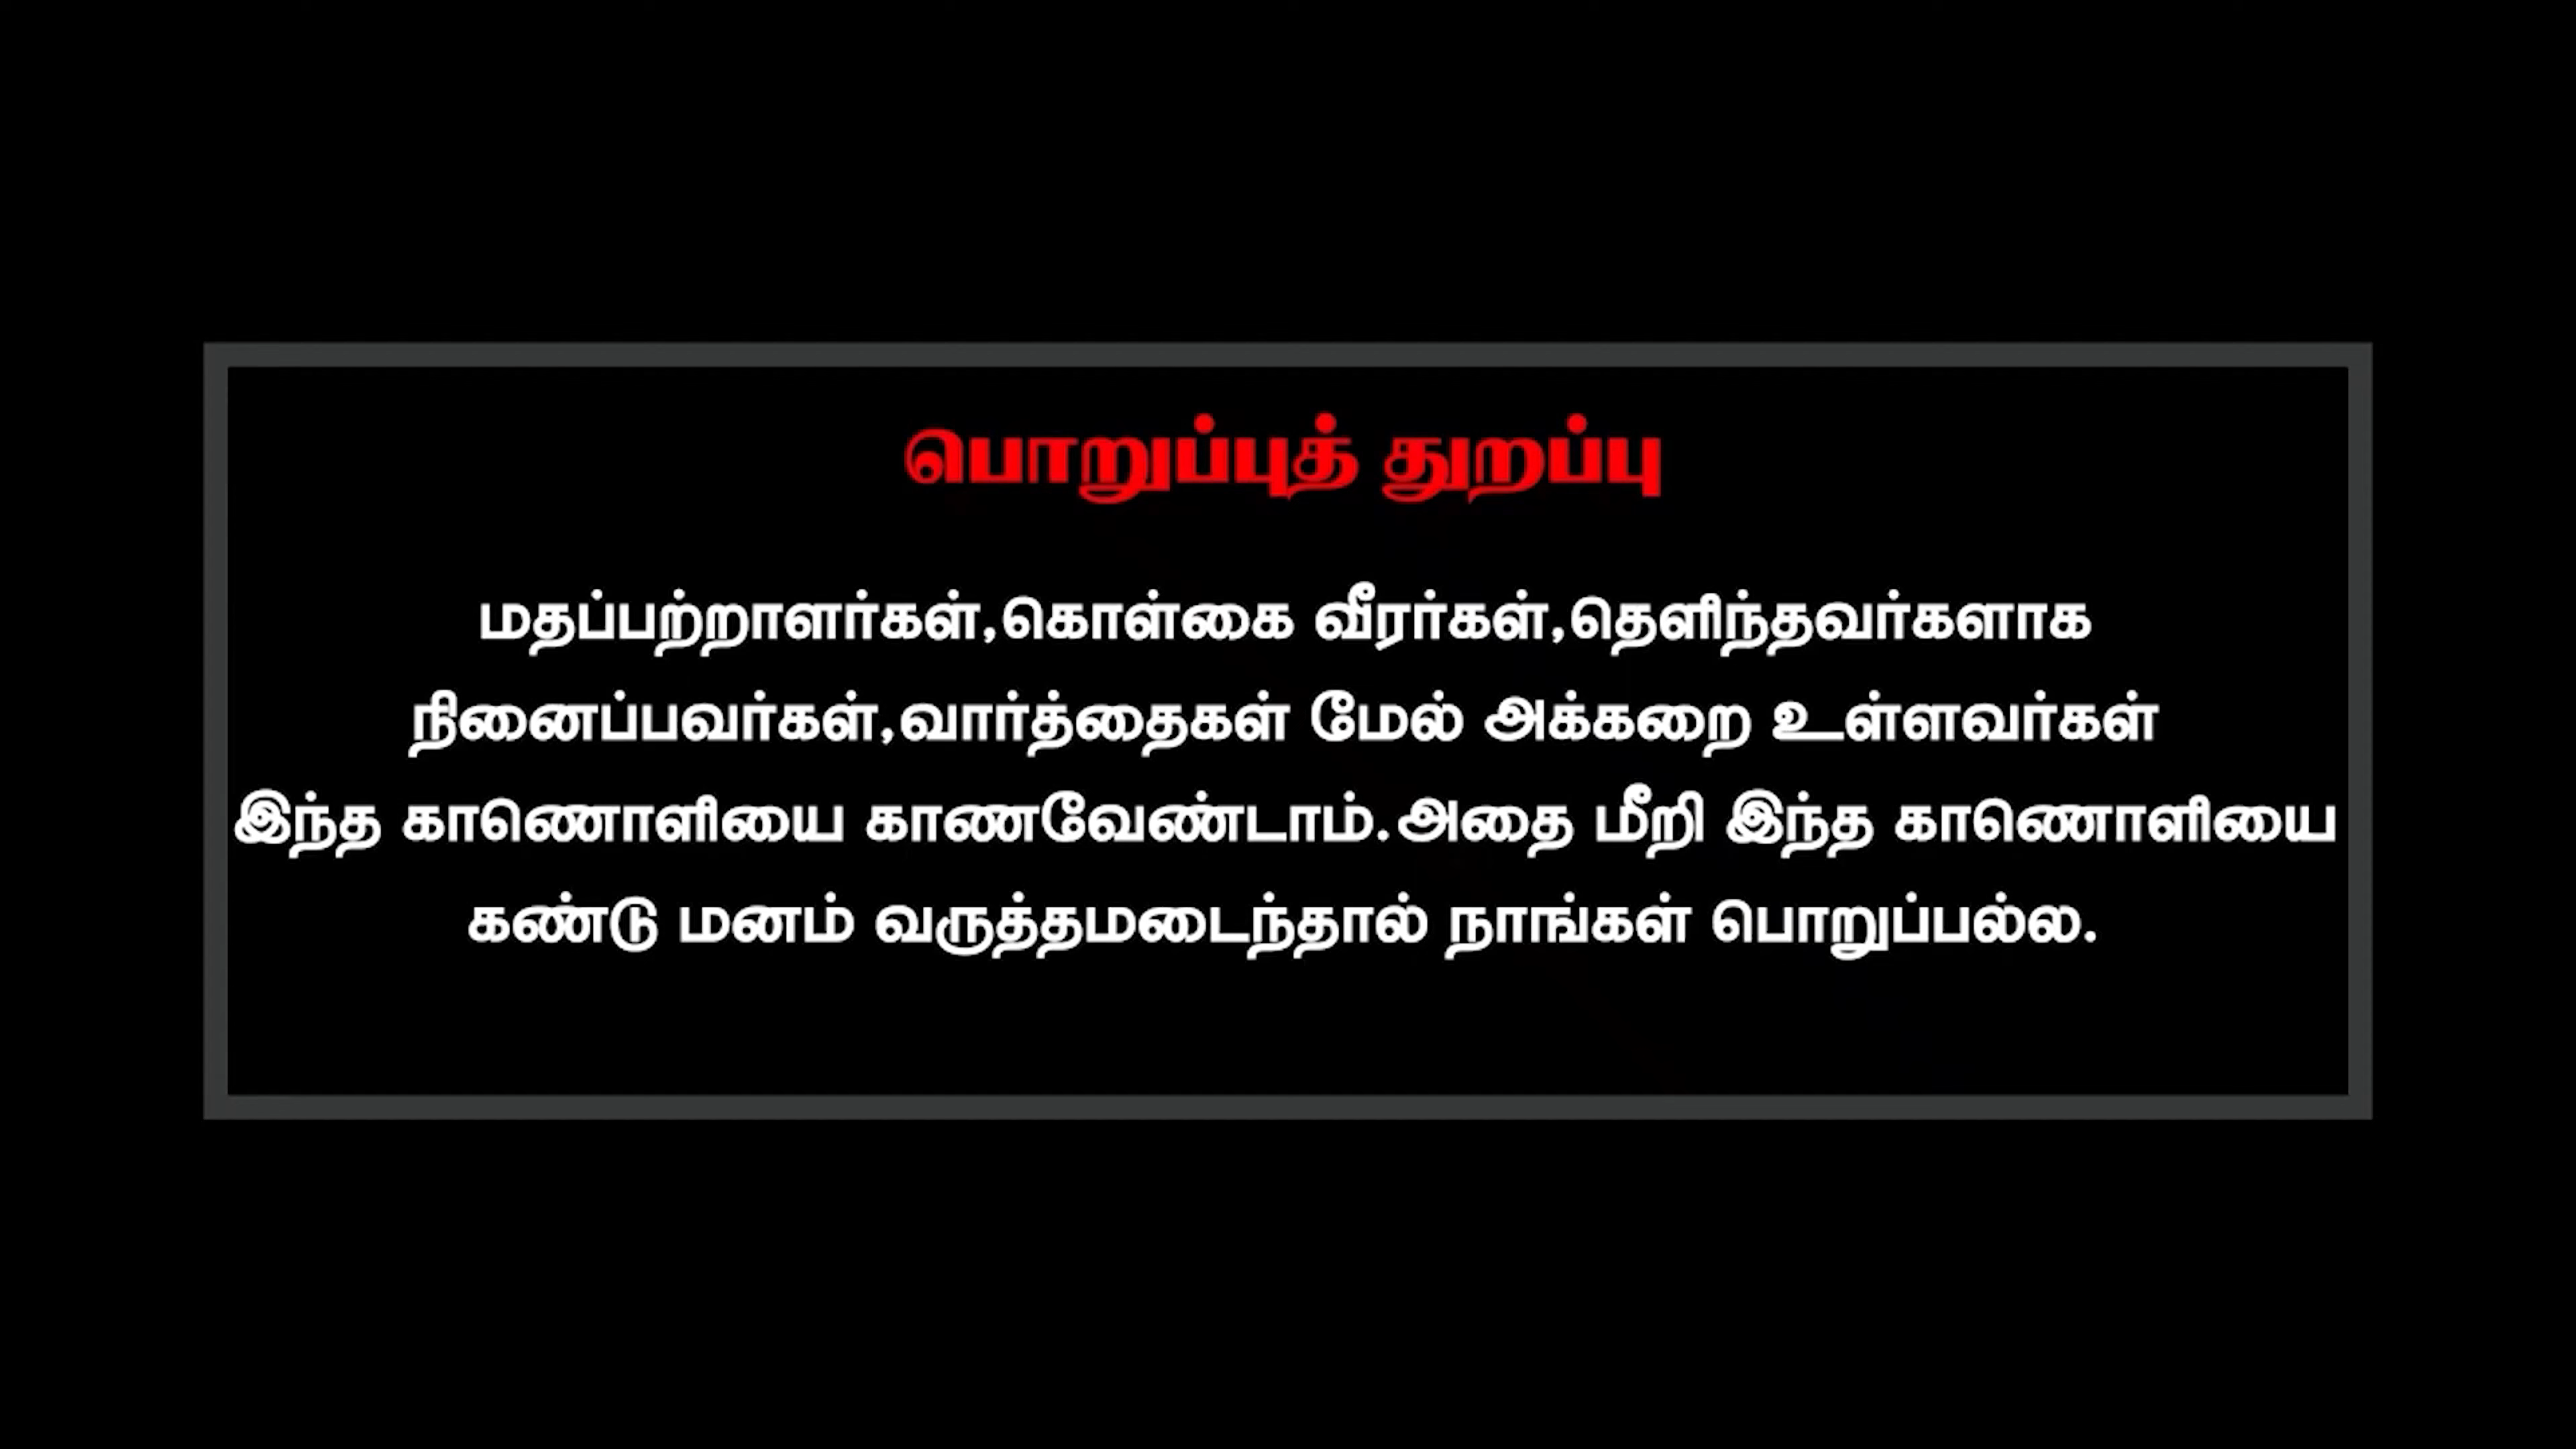 பொறுப்புத் துறப்பு
மதப்பற்றாளர்கள்,கொள்கை வீரர்கள்,தெளிந்தவர்களாக
நினைப்பவர்கள்,வார்த்தைகள் மேல் அக்கறை உள்ளவர்கள்
இந்த காணொளியை காணவேண்டாம்.அதை மீறி இந்த காணொளியை
கண்டு மனம் வருத்தமடைந்தால் நாங்கள் பொறுப்பல்ல.